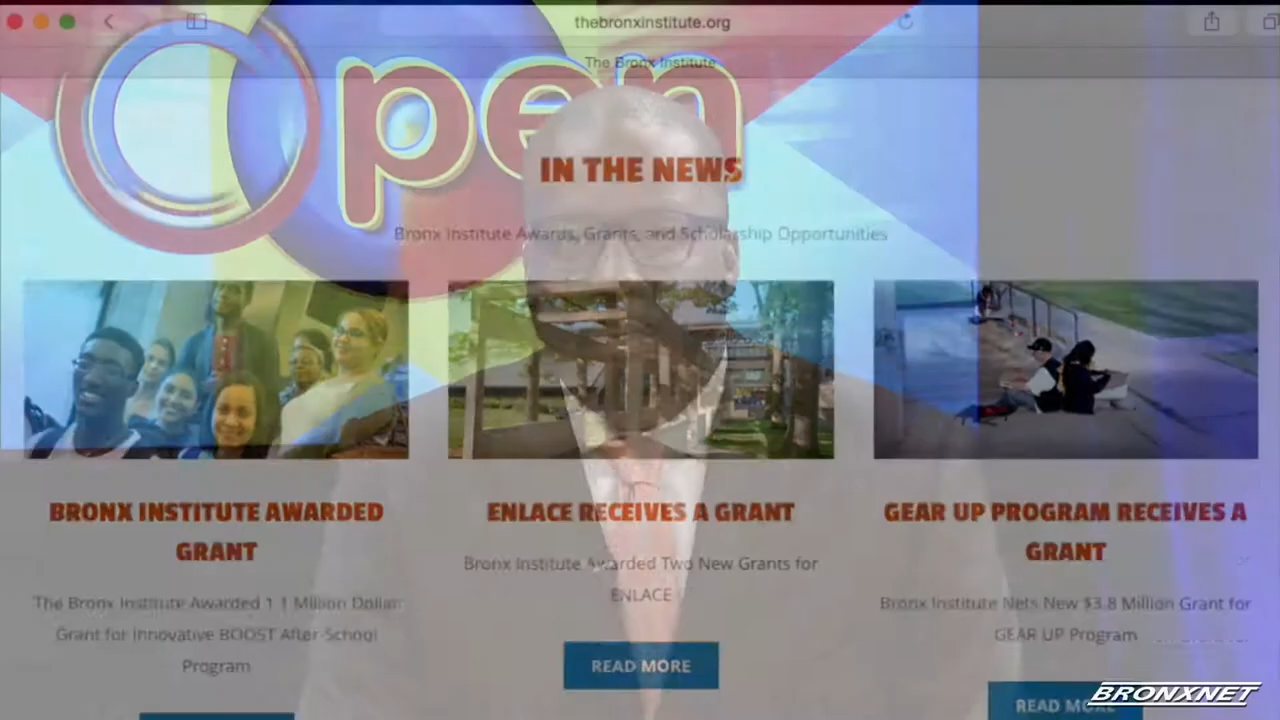 thebronxinstitute.org
The Bronx Institute
Open
IN THE NEWS
Bronx Institute Awards, Grants, and Scholarship Opportunities
BRONX INSTITUTE AWARDED
GRANT
The Bronx Institute Awarded 1.1 Million Dollar
Grant for Innovative BOOST After-School
Program
ENLACE RECEIVES A GRANT
Bronx Institute Awarded Two New Grants for
ENLACE
READ MORE
GEAR UP PROGRAM RECEIVES A
GRANT
Bronx Institute Nets New $3.8 Million Grant for
GEAR UP Program
READ MORE
BRONXNET